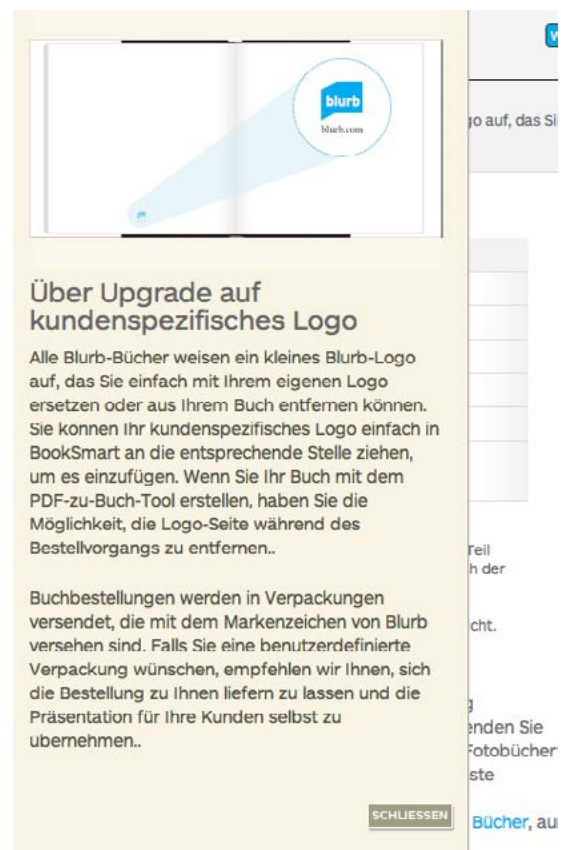 blurb
blurb.com
Über Upgrade auf
kundenspezifisches Logo
Alle Blurb-Bücher weisen ein kleines Blurb-Logo
auf, das Sie einfach mit Ihrem eigenen Logo
ersetzen oder aus Ihrem Buch entfernen können.
Sie konnen Ihr kundenspezifisches Logo einfach in
BookSmart an die entsprechende Stelle ziehen,
um es einzufügen. Wenn Sie Ihr Buch mit dem
PDF-zu-Buch-Tool erstellen, haben Sie die
Möglichkeit, die Logo-Seite während des
Bestellvorgangs zu entfernen..
Buchbestellungen werden in Verpackungen
versendet, die mit dem Markenzeichen von Blurb
versehen sind. Falls Sie eine benutzerdefinierte
Verpackung wünschen, empfehlen wir Ihnen, sich
die Bestellung zu Ihnen liefern zu lassen und die
Präsentation für Ihre Kunden selbst zu
ubernehmen..
SCHLIESSEN
go auf, das Si
Teil
h der
cht.
g
enden Sie
Fotobücher
ste
Bücher, au